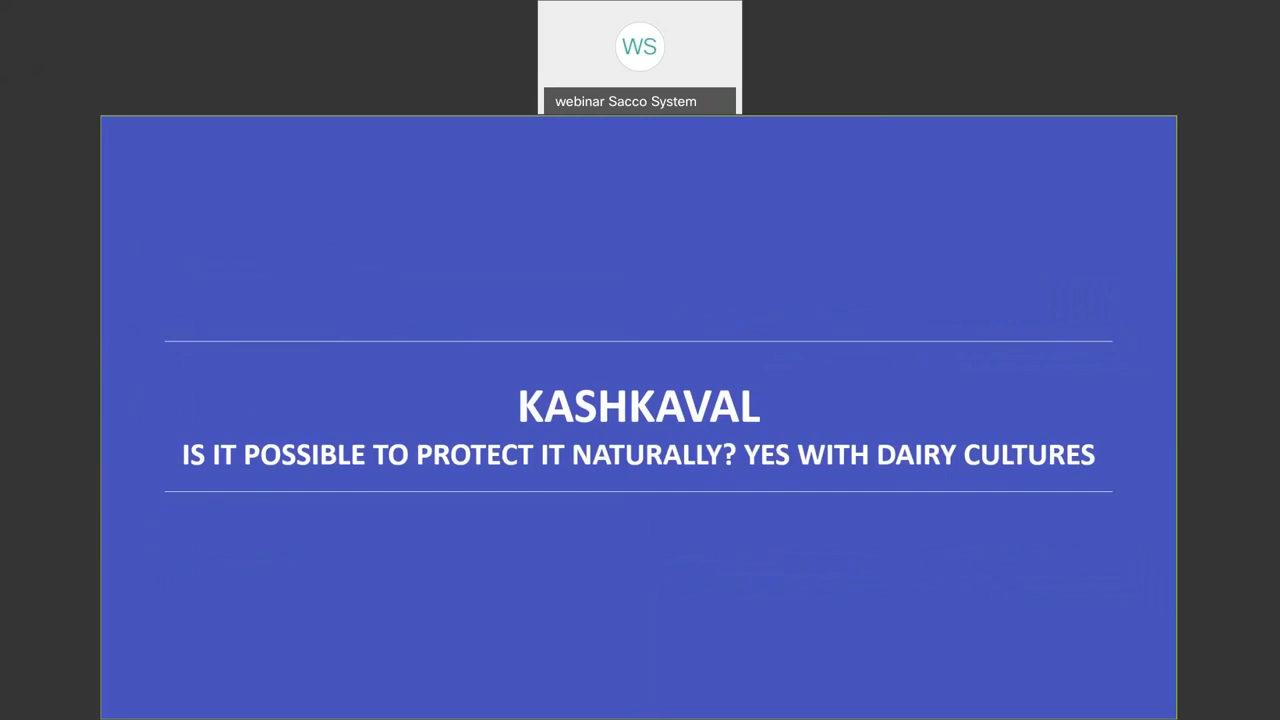 WS
webinar Sacco System
KASHKAVAL
IS IT POSSIBLE TO PROTECT IT NATURALLY? YES WITH DAIRY CULTURES